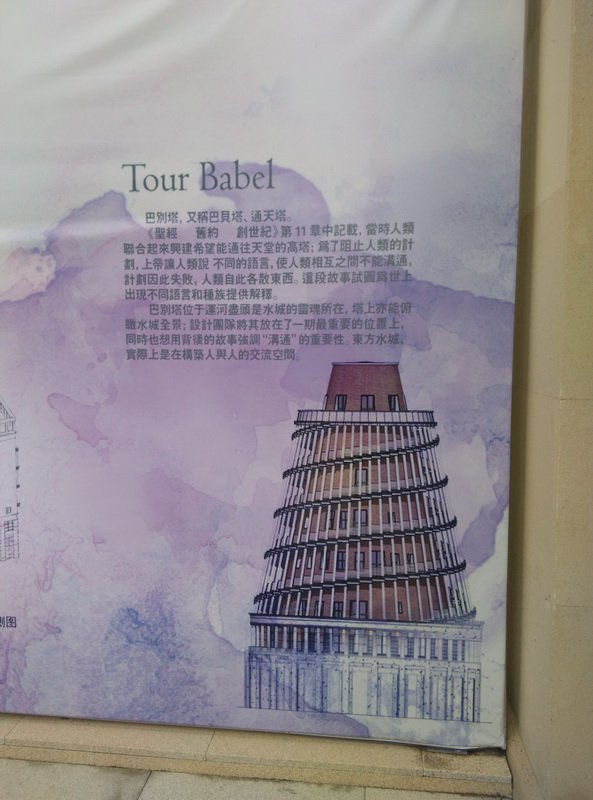 Tour Babel
巴別塔，又稱巴貝塔、通天塔。
《聖經 舊約 創世紀》第 11 章中記載，當時人類
聯合起來興建希望能通往天堂的高塔；爲了阻止人類的計
劃，上帝讓人類說 不同的語言，使人類相互之間不能溝通，
計劃因此失敗，人類自此各散東西。這段故事試圖爲世上
出現不同語言和種族提供解釋。
巴別塔位于運河盡頭是水城的靈魂所在，塔上亦能俯
瞰水城全景；設計團隊將其放在了一期最重要的位置上，
同時也想用背後的故事強調“溝通”的重要性。東方水城，
實際上是在構築人與人的交流空間。
测图